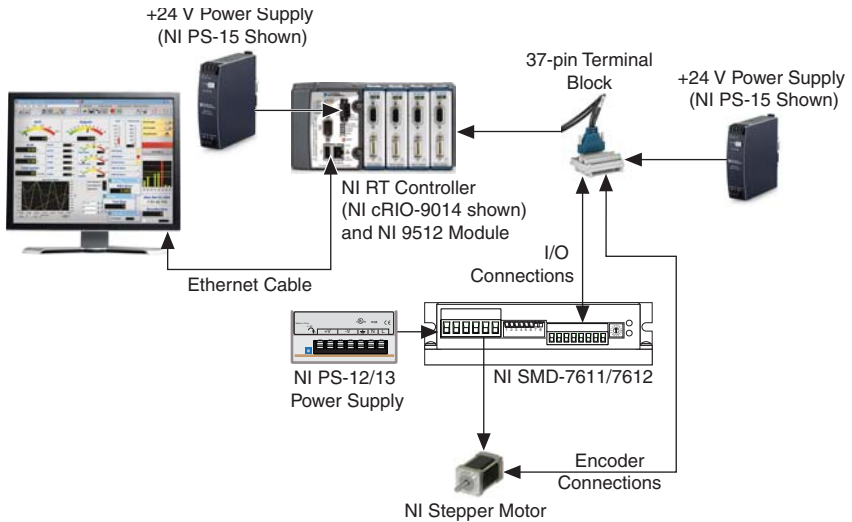 +24 V Power Supply
(NI PS-15 Shown)
37-pin Terminal
Block
+24 V Power Supply
(NI PS-15 Shown)
NI RT Controller
(NI cRIO-9014 shown)
and NI 9512 Module
Ethernet Cable
I/O
Connections
NI PS-12/13
Power Supply
NI SMD-7611/7612
Encoder
Connections
NI Stepper Motor